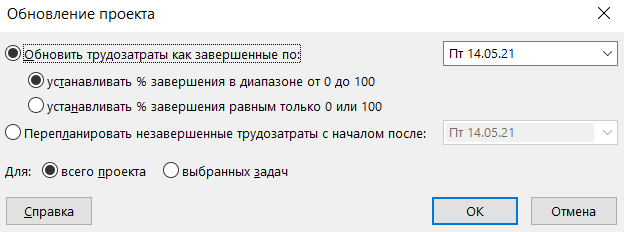 Обновление проекта
Обновить трудозатраты как завершенные по: Пт 14.05.21
устанавливать % завершения в диапазоне от 0 до 100
устанавливать % завершения равным только 0 или 100
Перепланировать незавершенные трудозатраты с началом после: Пт 14.05.21
Для: всего проекта выбранных задач
Справка ОК Отмена